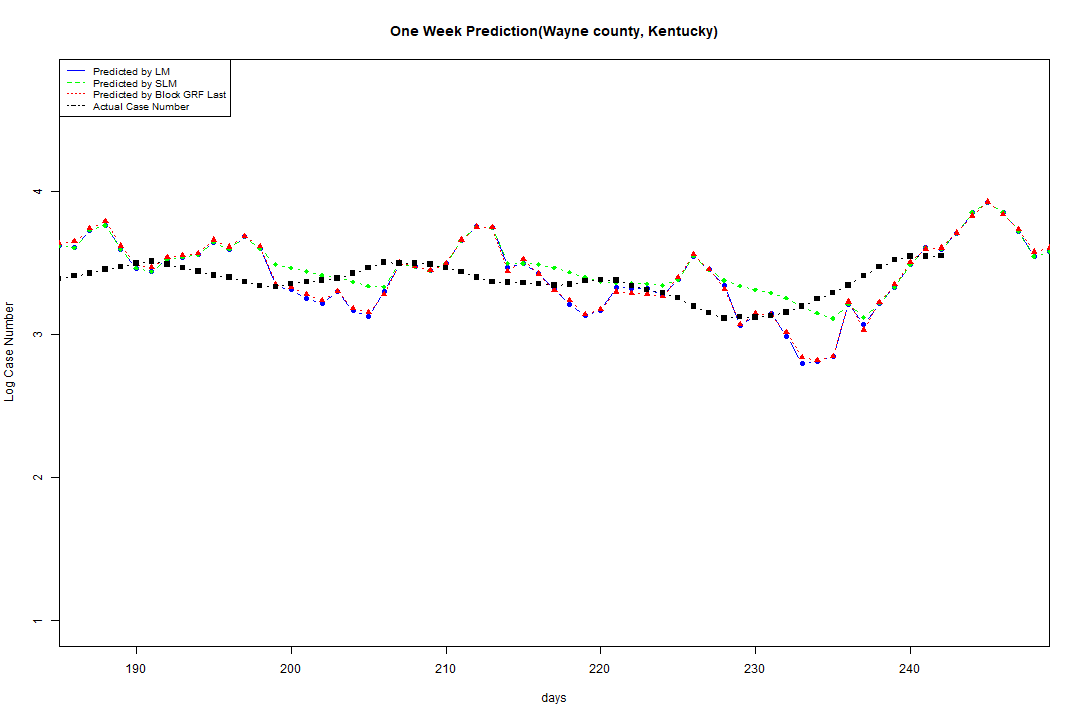 One Week Prediction(Wayne county, Kentucky)
Predicted by LM
Predicted by SLM
Predicted by Block GRF Last
Actual Case Number
Log Case Number
4
3
2
1
190 200 210 220 230 240
days